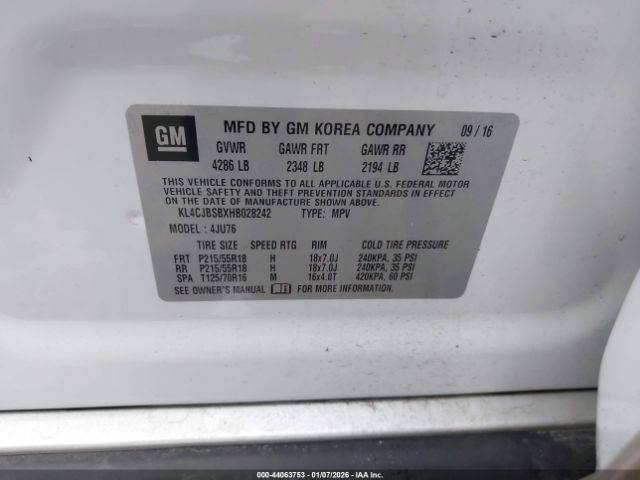 GM
MFD BY GM KOREA COMPANY 09 / 16
GVWR GAWR FRT GAWR RR
4286 LB 2348 LB 2194 LB
THIS VEHICLE CONFORMS TO ALL APPLICABLE U.S. FEDERAL MOTOR
VEHICLE SAFETY AND THEFT PREVENTION STANDARDS IN EFFECT ON
THE DATE OF MANUFACTURE SHOWN ABOVE.
KL4CJBSBXHB028242 TYPE: MPV
MODEL : 4JU76
TIRE SIZE SPEED RTG RIM COLD TIRE PRESSURE
FRT P215/55R18 H 18x7.0J 240KPA, 35 PSI
RR P215/55R18 H 18x7.0J 240KPA, 35 PSI
SPA T125/70R16 M 16x4.0T 420KPA, 60 PSI
SEE OWNER'S MANUAL FOR MORE INFORMATION.
000-44063753 - 01/07/2026 - IAAI.CA